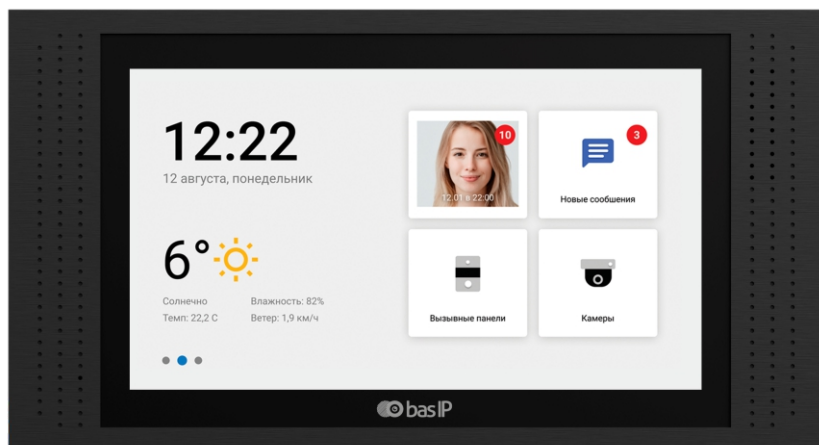 12:22
12 августа, понедельник
6°
Солнечно
Влажность: 82%
Темп: 22,2 C
Ветер: 1,9 км/ч
10
12.01 в 22:00
3
Новые сообшения
Вызывные панели
Камеры
bas IP